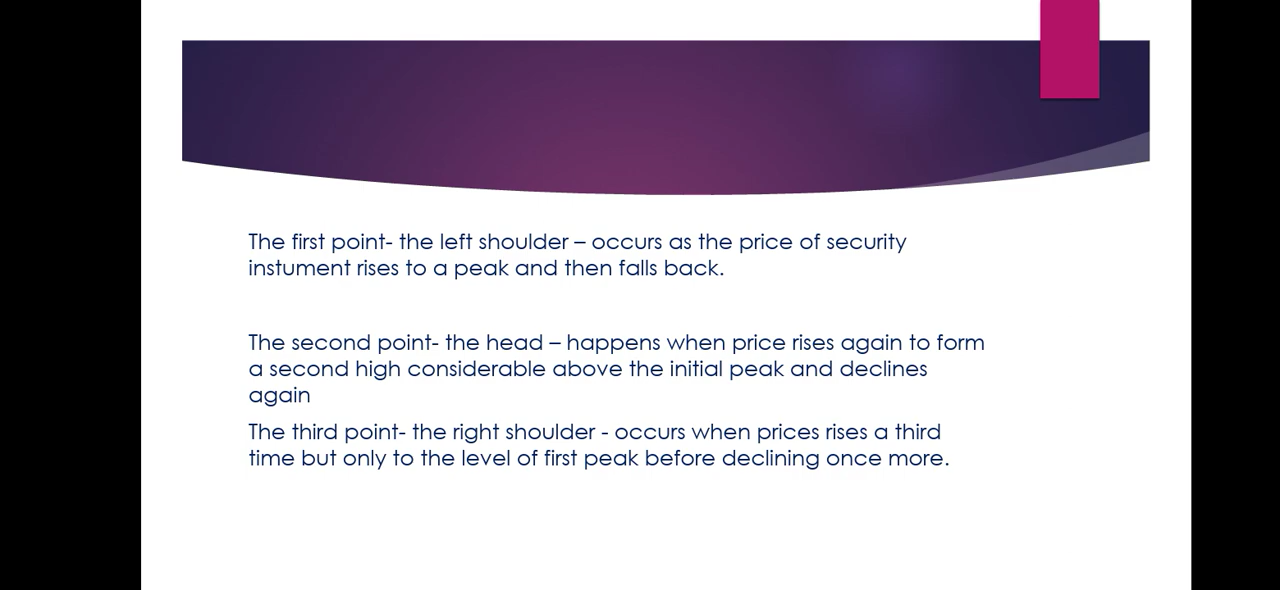 The first point- the left shoulder – occurs as the price of security
instument rises to a peak and then falls back.
The second point- the head – happens when price rises again to form
a second high considerable above the initial peak and declines
again
The third point- the right shoulder - occurs when prices rises a third
time but only to the level of first peak before declining once more.